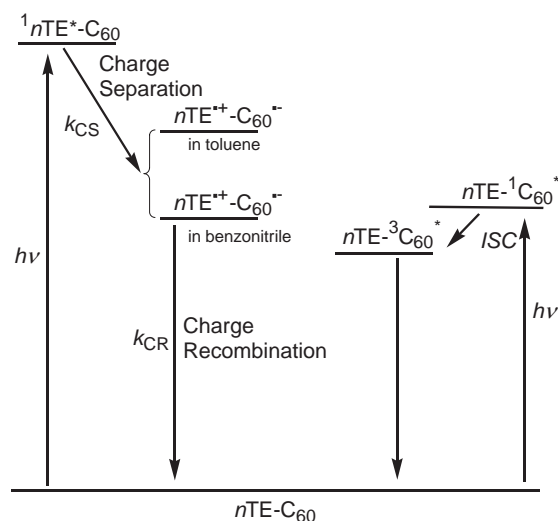 ¹nTE*-C₆₀
Charge
Separation
k_CS
nTE•⁺-C₆₀•⁻
in toluene
nTE•⁺-C₆₀•⁻
in benzonitrile
nTE-¹C₆₀*
nTE-³C₆₀*
ISC
hν
k_CR
Charge
Recombination
hν
nTE-C₆₀